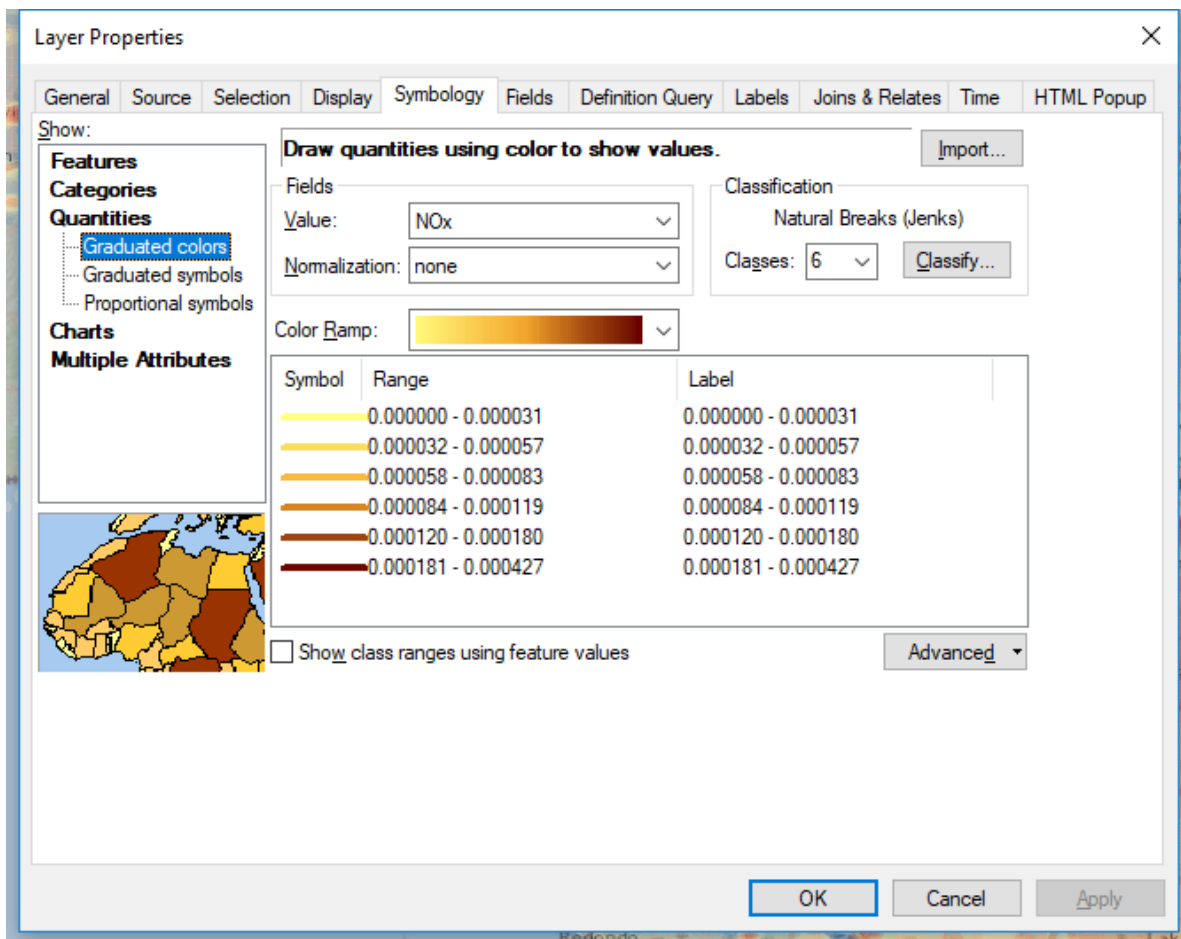 Layer Properties
General Source Selection Display Symbology Fields Definition Query Labels Joins & Relates Time HTML Popup
Show:
Features
Categories
Quantities
Graduated colors
Graduated symbols
Proportional symbols
Charts
Multiple Attributes
Draw quantities using color to show values.
Import...
Fields
Value: NOx
Normalization: none
Classification
Natural Breaks (Jenks)
Classes: 6 Classify...
Color Ramp:
Symbol Range Label
0.000000 - 0.000031 0.000000 - 0.000031
0.000032 - 0.000057 0.000032 - 0.000057
0.000058 - 0.000083 0.000058 - 0.000083
0.000084 - 0.000119 0.000084 - 0.000119
0.000120 - 0.000180 0.000120 - 0.000180
0.000181 - 0.000427 0.000181 - 0.000427
Show class ranges using feature values
Advanced
OK Cancel Apply